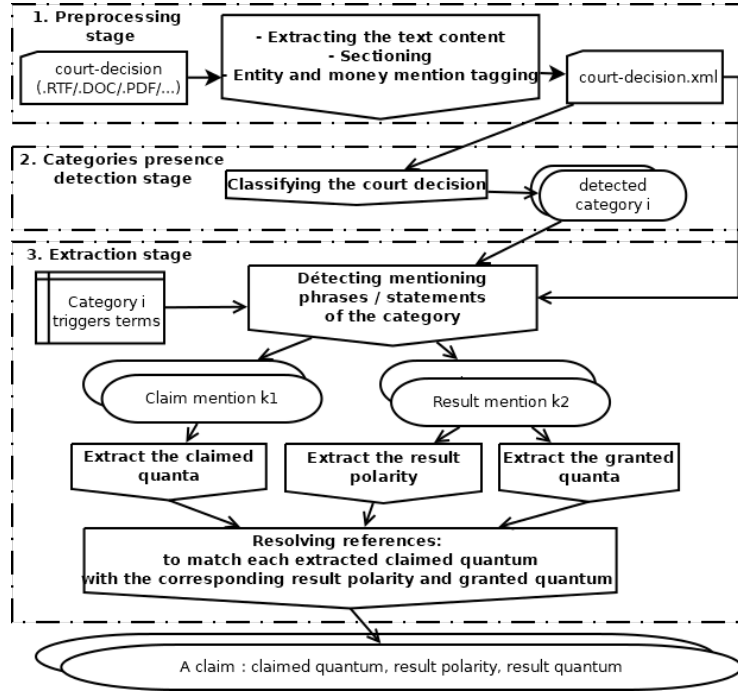 1. Preprocessing
stage
- Extracting the text content
- Sectioning
- Entity and money mention tagging
court-decision
(.RTF/.DOC/.PDF/...)
court-decision.xml
2. Categories presence
detection stage
Classifying the court decision
detected
category i
3. Extraction stage
Category i
triggers terms
Détecting mentioning
phrases / statements
of the category
Claim mention k1
Result mention k2
Extract the claimed
quanta
Extract the result
polarity
Extract the granted
quanta
Resolving references:
to match each extracted claimed quantum
with the corresponding result polarity and granted quantum
A claim : claimed quantum, result polarity, result quantum